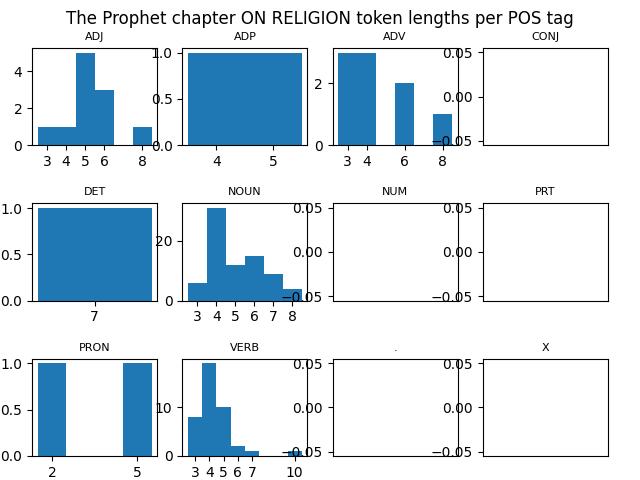 The Prophet chapter ON RELIGION token lengths per POS tag
ADJ
4
2
0
3 4 5 6 8
ADP
1.0
0.5
0.0
4 5
ADV
2
0
3 4 6 8
CONJ
0.05
0.00
−0.05
DET
1.0
0.5
0.0
7
NOUN
20
0
3 4 5 6 7 8
NUM
0.05
0.00
−0.05
PRT
0.05
0.00
−0.05
PRON
1.0
0.5
0.0
2 5
VERB
10
0
3 4 5 6 7 10
.
0.05
0.00
−0.05
X
0.05
0.00
−0.05